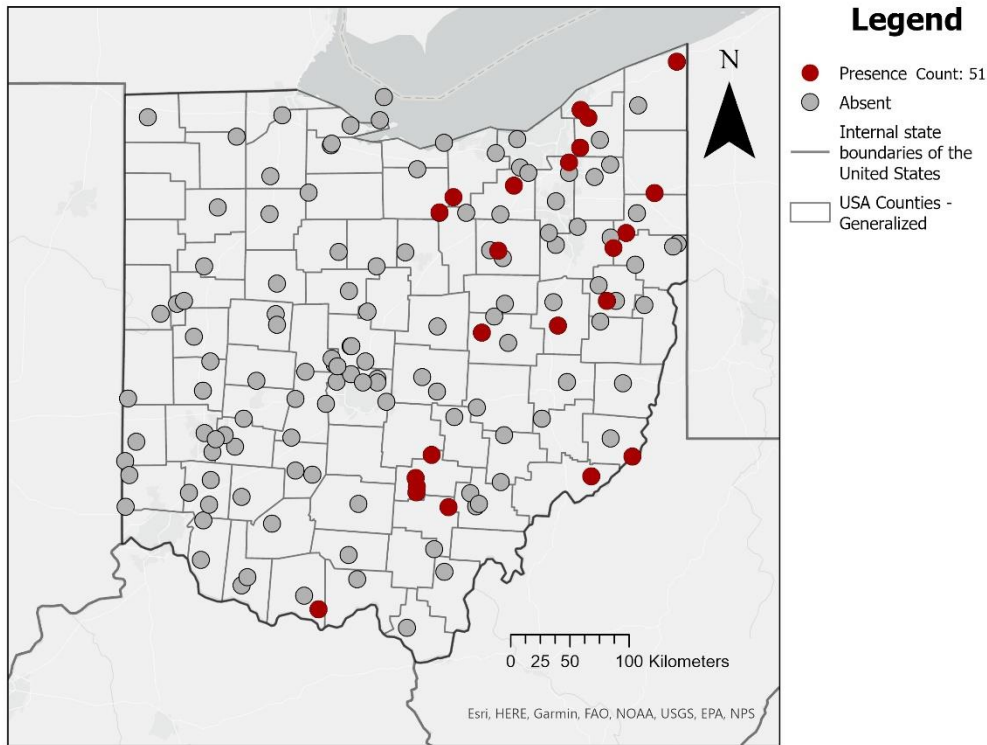 Legend
N
Presence Count: 51
Absent
Internal state
boundaries of the
United States
USA Counties -
Generalized
0 25 50 100 Kilometers
Esri, HERE, Garmin, FAO, NOAA, USGS, EPA, NPS